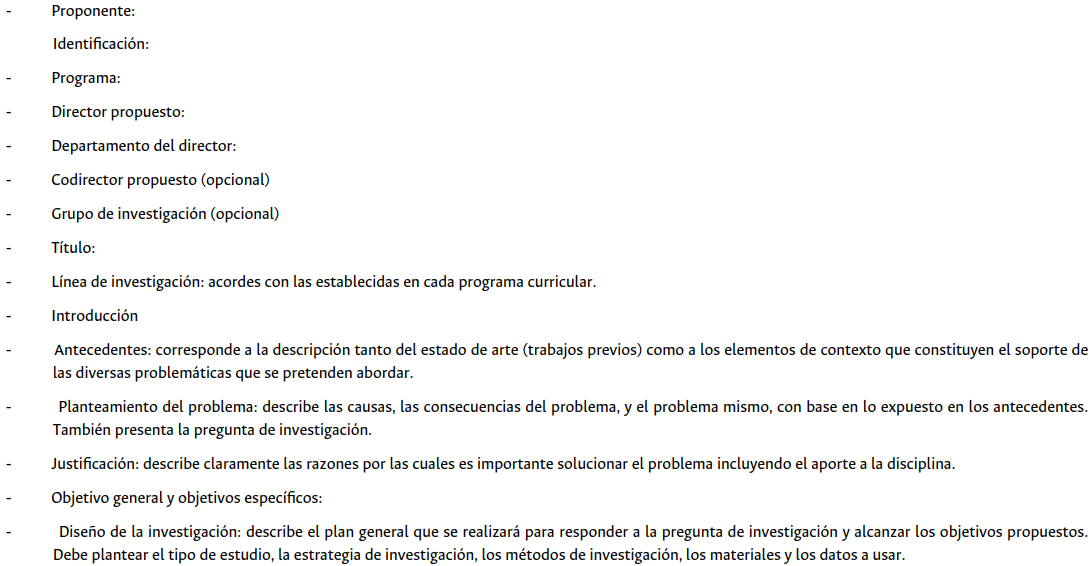 - Proponente:
Identificación:
- Programa:
- Director propuesto:
- Departamento del director:
- Codirector propuesto (opcional)
- Grupo de investigación (opcional)
- Título:
- Línea de investigación: acordes con las establecidas en cada programa curricular.
- Introducción
- Antecedentes: corresponde a la descripción tanto del estado de arte (trabajos previos) como a los elementos de contexto que constituyen el soporte de
las diversas problemáticas que se pretenden abordar.
- Planteamiento del problema: describe las causas, las consecuencias del problema, y el problema mismo, con base en lo expuesto en los antecedentes.
También presenta la pregunta de investigación.
- Justificación: describe claramente las razones por las cuales es importante solucionar el problema incluyendo el aporte a la disciplina.
- Objetivo general y objetivos específicos:
- Diseño de la investigación: describe el plan general que se realizará para responder a la pregunta de investigación y alcanzar los objetivos propuestos.
Debe plantear el tipo de estudio, la estrategia de investigación, los métodos de investigación, los materiales y los datos a usar.